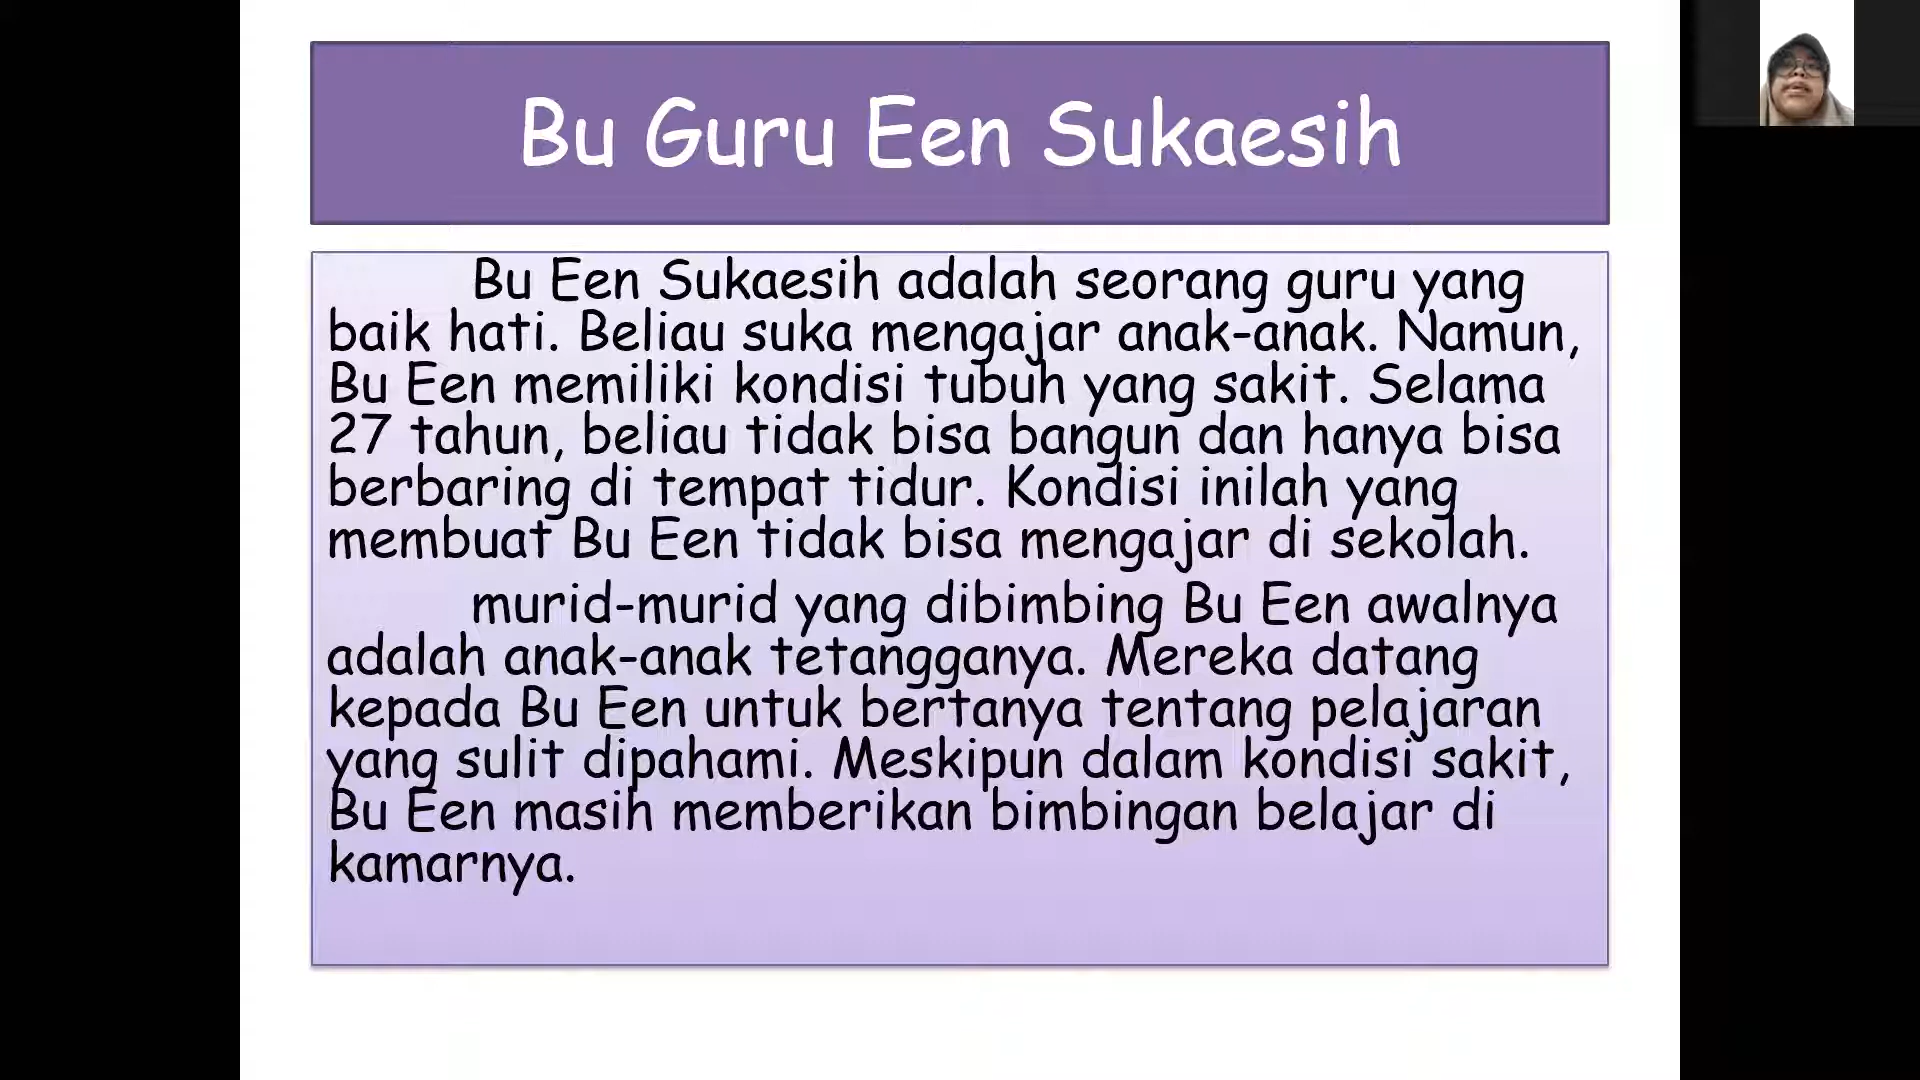 Bu Guru Een Sukaesih
Bu Een Sukaesih adalah seorang guru yang
baik hati. Beliau suka mengajar anak-anak. Namun,
Bu Een memiliki kondisi tubuh yang sakit. Selama
27 tahun, beliau tidak bisa bangun dan hanya bisa
berbaring di tempat tidur. Kondisi inilah yang
membuat Bu Een tidak bisa mengajar di sekolah.
murid-murid yang dibimbing Bu Een awalnya
adalah anak-anak tetangganya. Mereka datang
kepada Bu Een untuk bertanya tentang pelajaran
yang sulit dipahami. Meskipun dalam kondisi sakit,
Bu Een masih memberikan bimbingan belajar di
kamarnya.